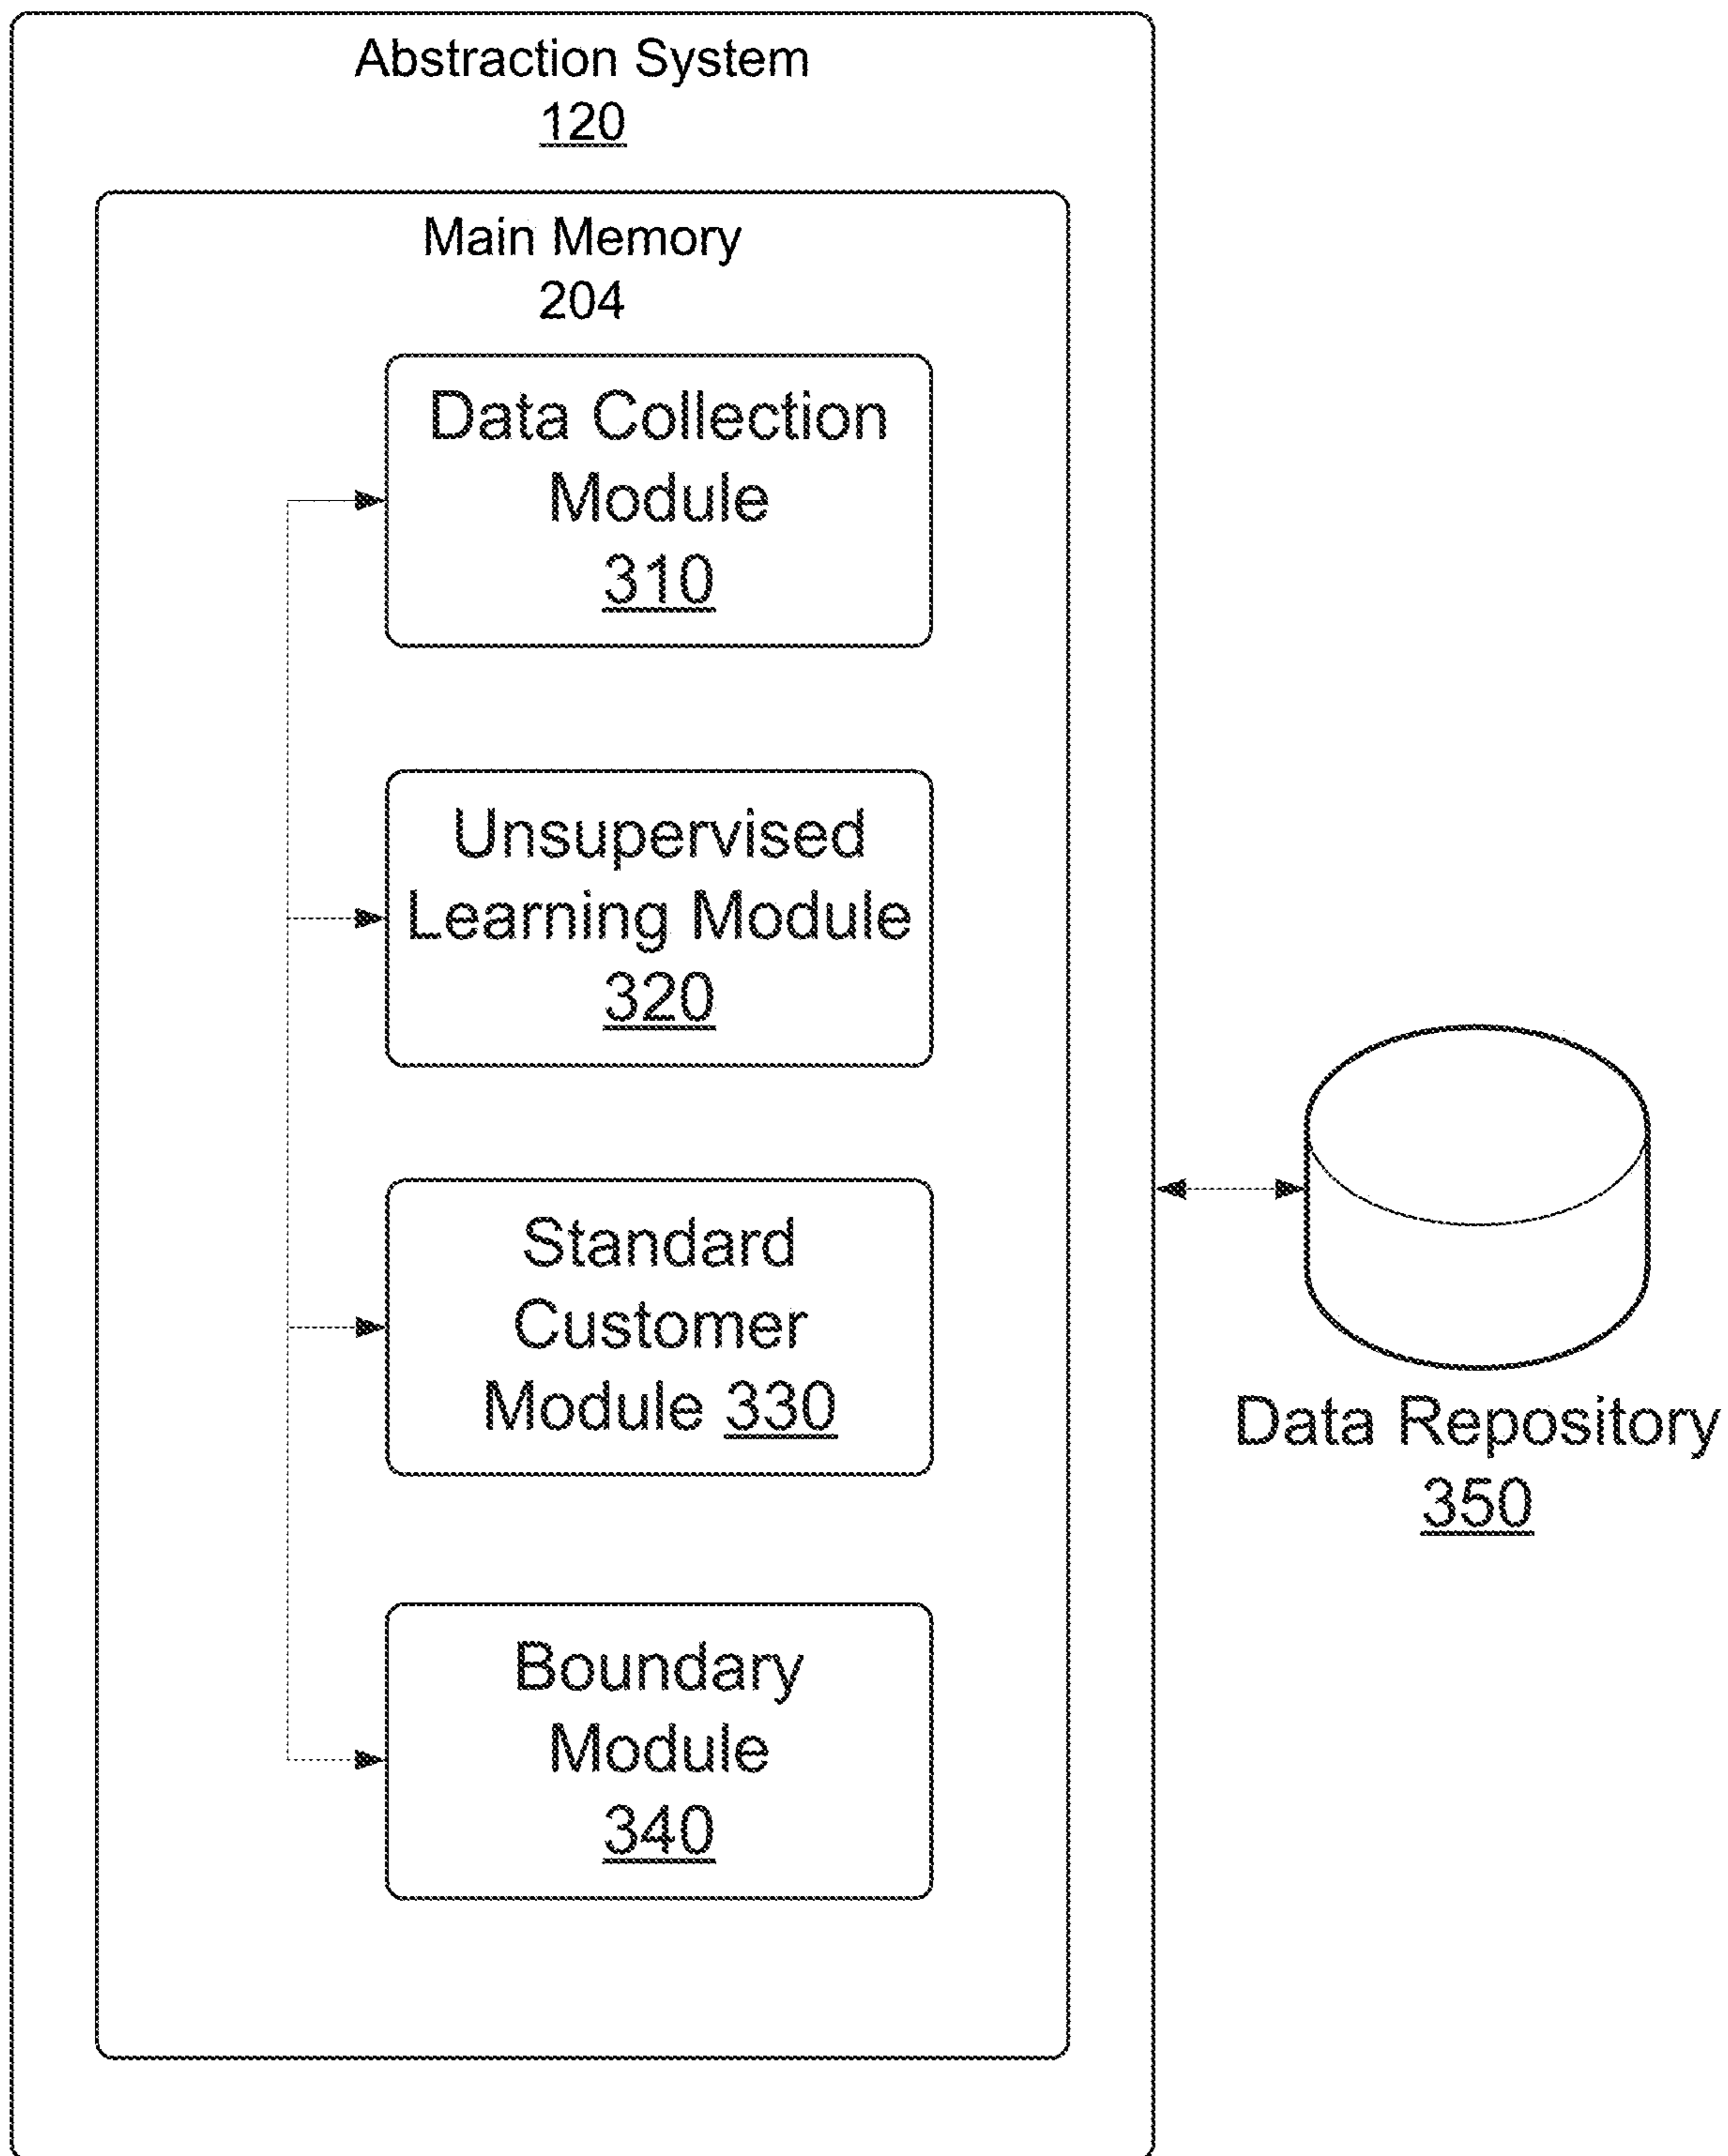 Abstraction System
120
Main Memory
204
Data Collection
Module
310
Unsupervised
Learning Module
320
Standard
Customer
Module 330
Boundary
Module
340
Data Repository
350